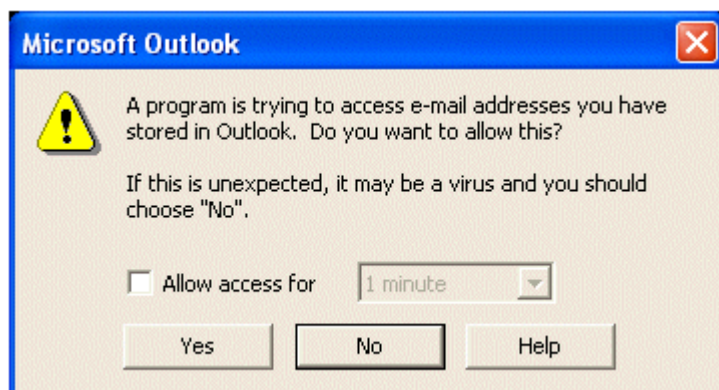 Microsoft Outlook
A program is trying to access e-mail addresses you have
stored in Outlook. Do you want to allow this?
If this is unexpected, it may be a virus and you should
choose "No".
Allow access for 1 minute
Yes No Help